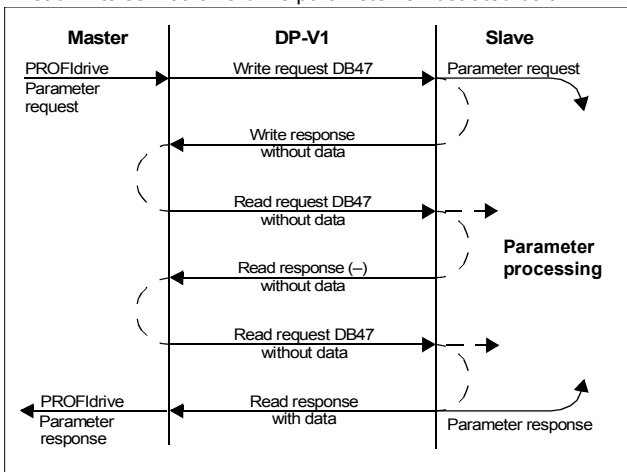 Master DP-V1 Slave
PROFIdrive Write request DB47 Parameter request
Parameter
request
Write response
without data
Read request DB47
without data
Parameter
processing
Read response (–)
without data
Read request DB47
without data
PROFIdrive Read response
Parameter with data Parameter response
response